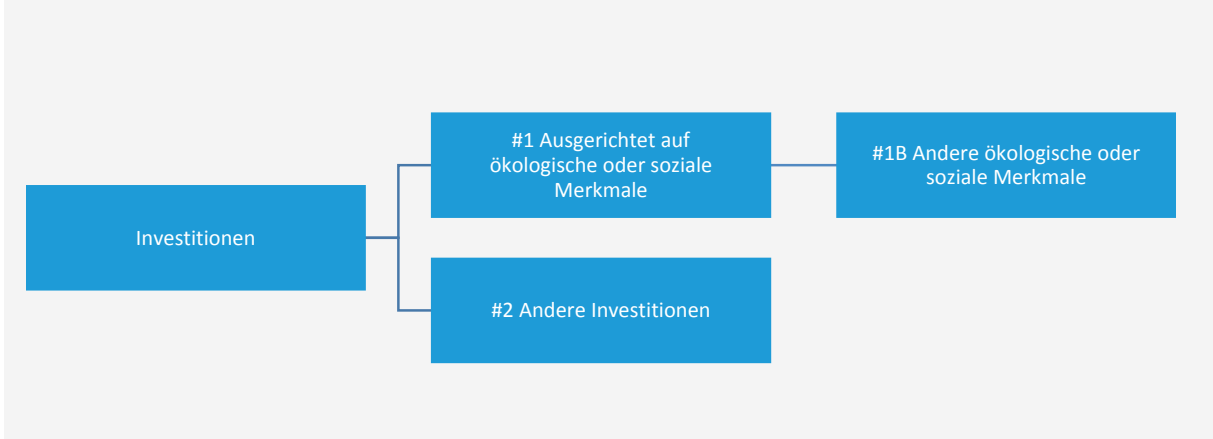 Investitionen
#1 Ausgerichtet auf
ökologische oder soziale
Merkmale
#1B Andere ökologische oder
soziale Merkmale
#2 Andere Investitionen